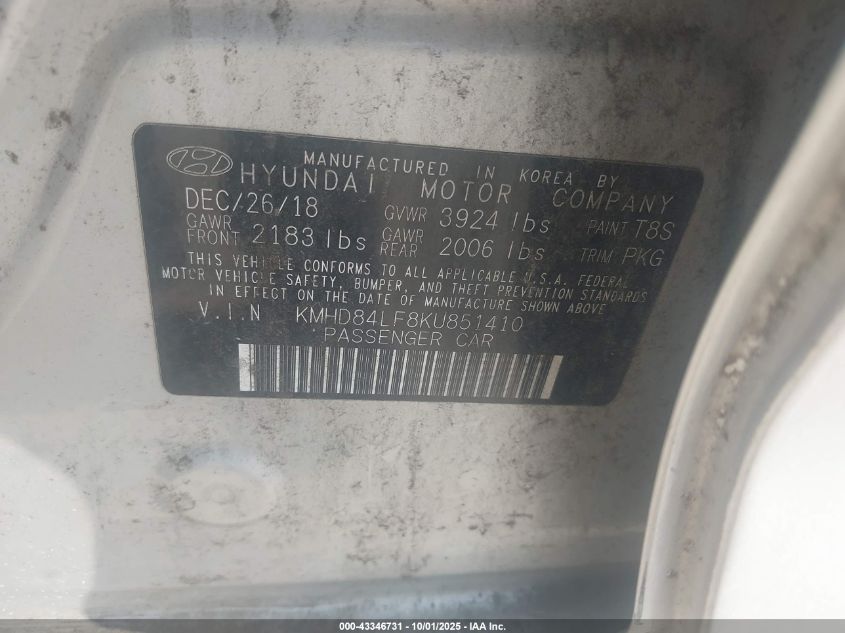 MANUFACTURED IN KOREA BY
HYUNDAI MOTOR COMPANY
DEC/26/18 GVWR 3924 lbs PAINT T8S
GAWR FRONT 2183 lbs GAWR REAR 2006 lbs TRIM PKG
THIS VEHICLE CONFORMS TO ALL APPLICABLE U.S.A. FEDERAL
MOTOR VEHICLE SAFETY, BUMPER, AND THEFT PREVENTION STANDARDS
IN EFFECT ON THE DATE OF MANUFACTURE SHOWN ABOVE
V.I.N KMHD84LF8KU851410
PASSENGER CAR
000-43346731 - 10/01/2025 - IAA Inc.